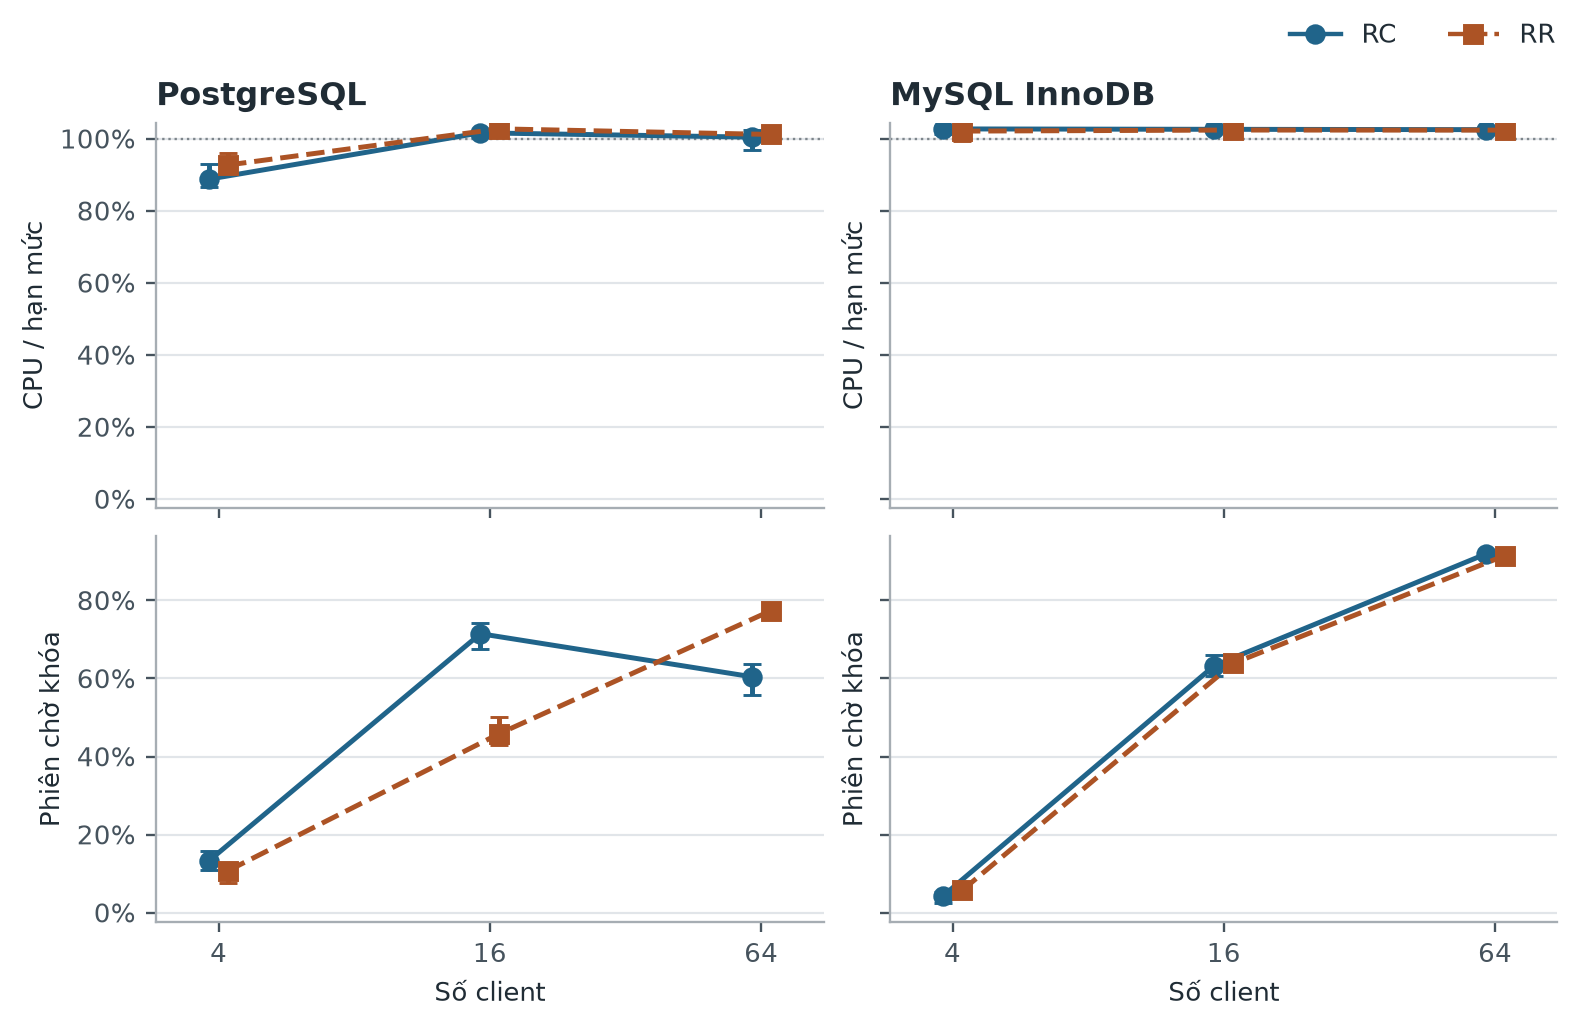 RC RR
PostgreSQL
MySQL InnoDB
CPU / hạn mức
100%
80%
60%
40%
20%
0%
CPU / hạn mức
Phiên chờ khóa
80%
60%
40%
20%
0%
4 16 64
Số client
Phiên chờ khóa
4 16 64
Số client